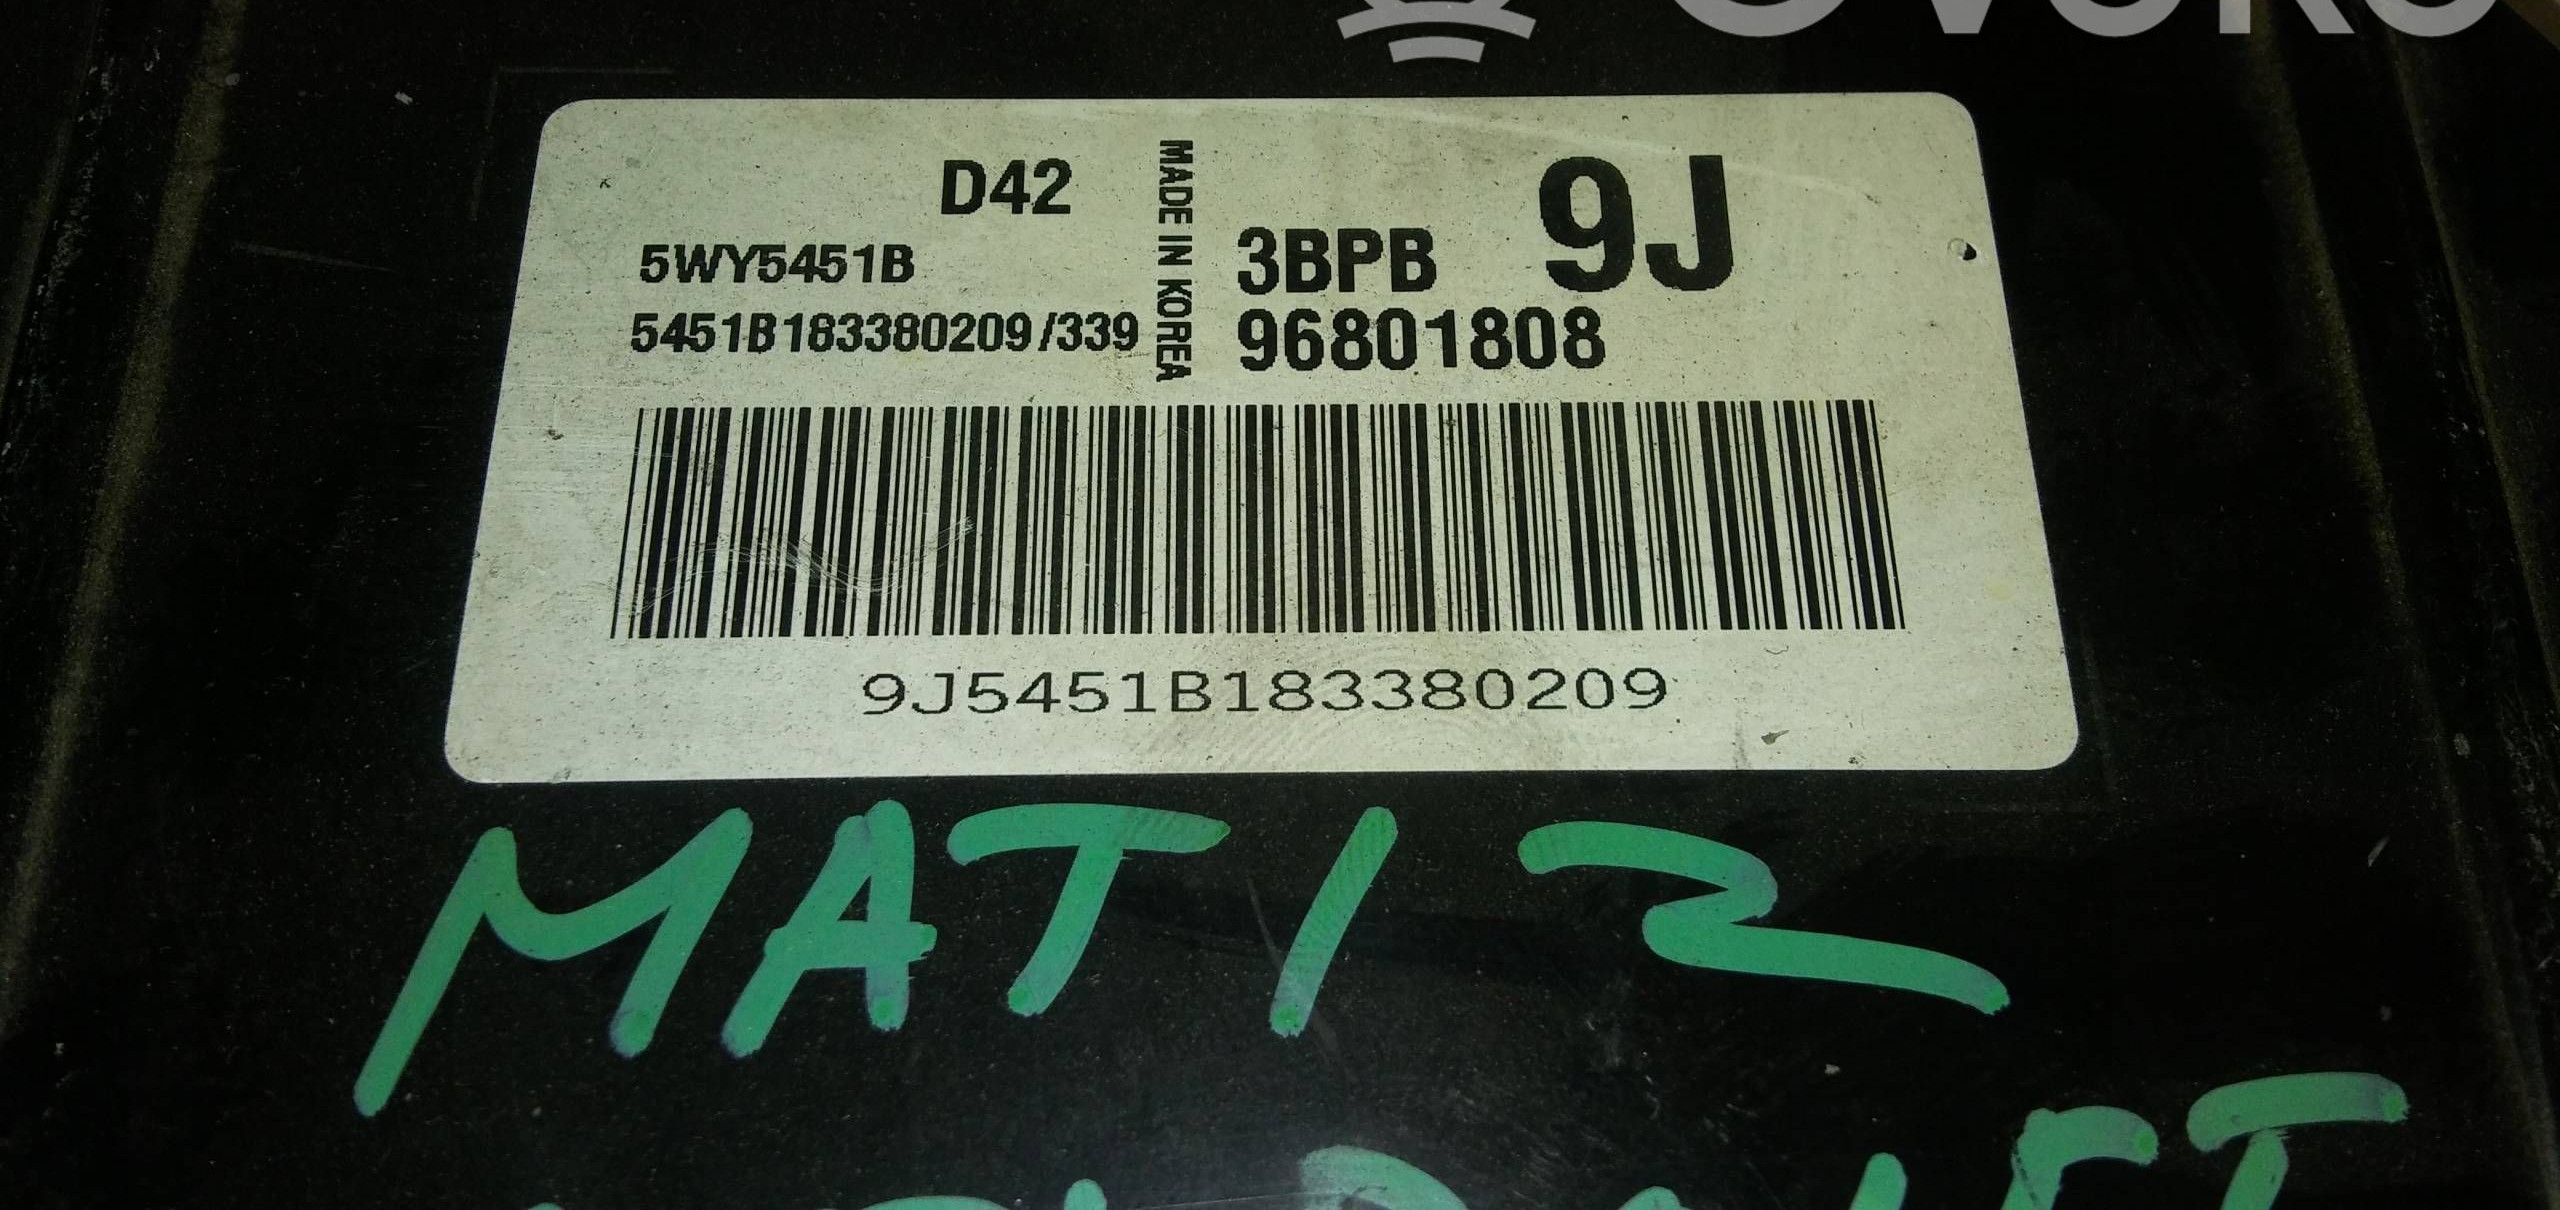 D42
5WY5451B
5451B183380209/339
MADE IN KOREA
3BPB 9J
96801808
9J5451B183380209
MATIZ